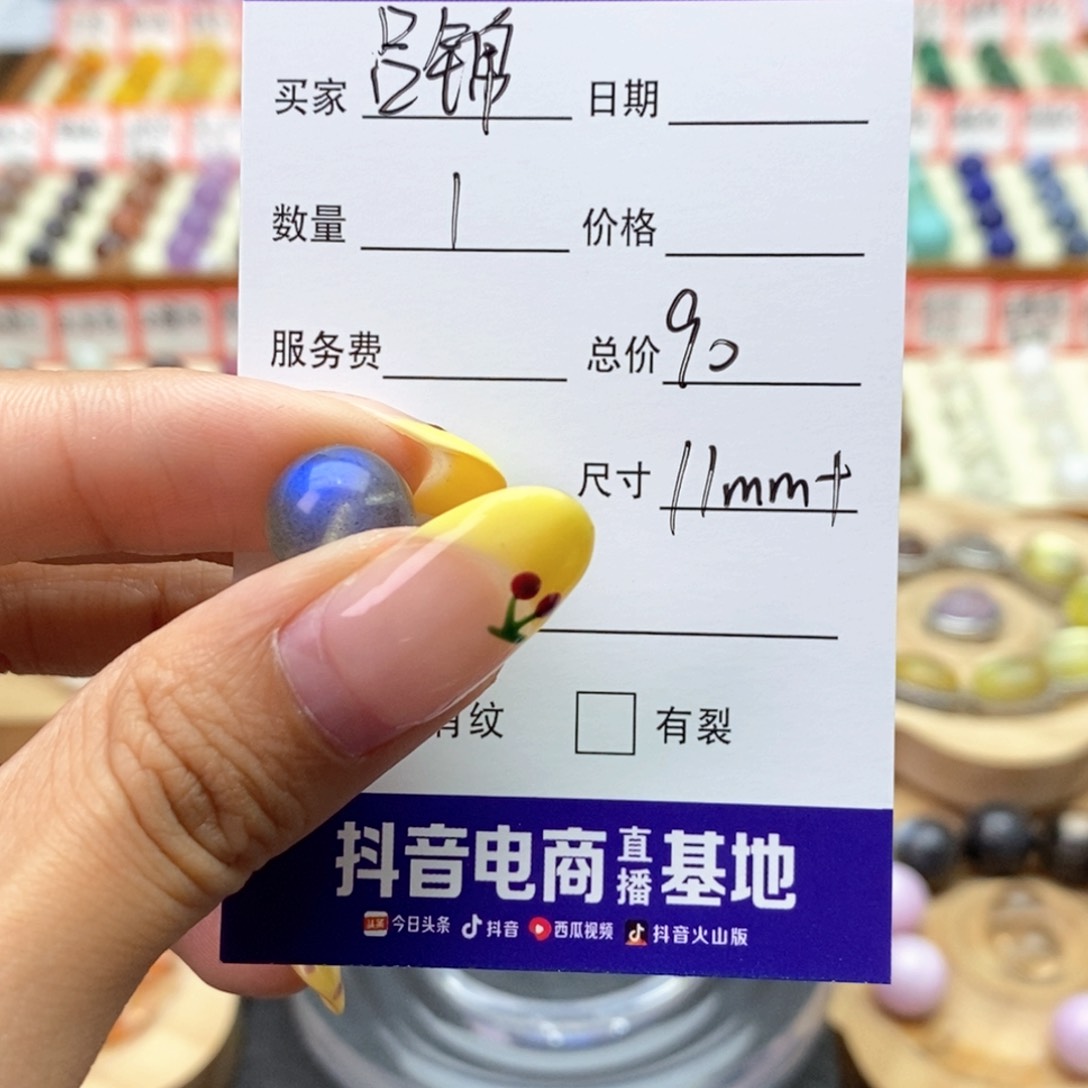 买家 吕锦 日期
数量 1 价格
服务费 总价 90
尺寸 11mm+
有纹 有裂
抖音电商直播基地
今日头条 抖音 西瓜视频 抖音火山版